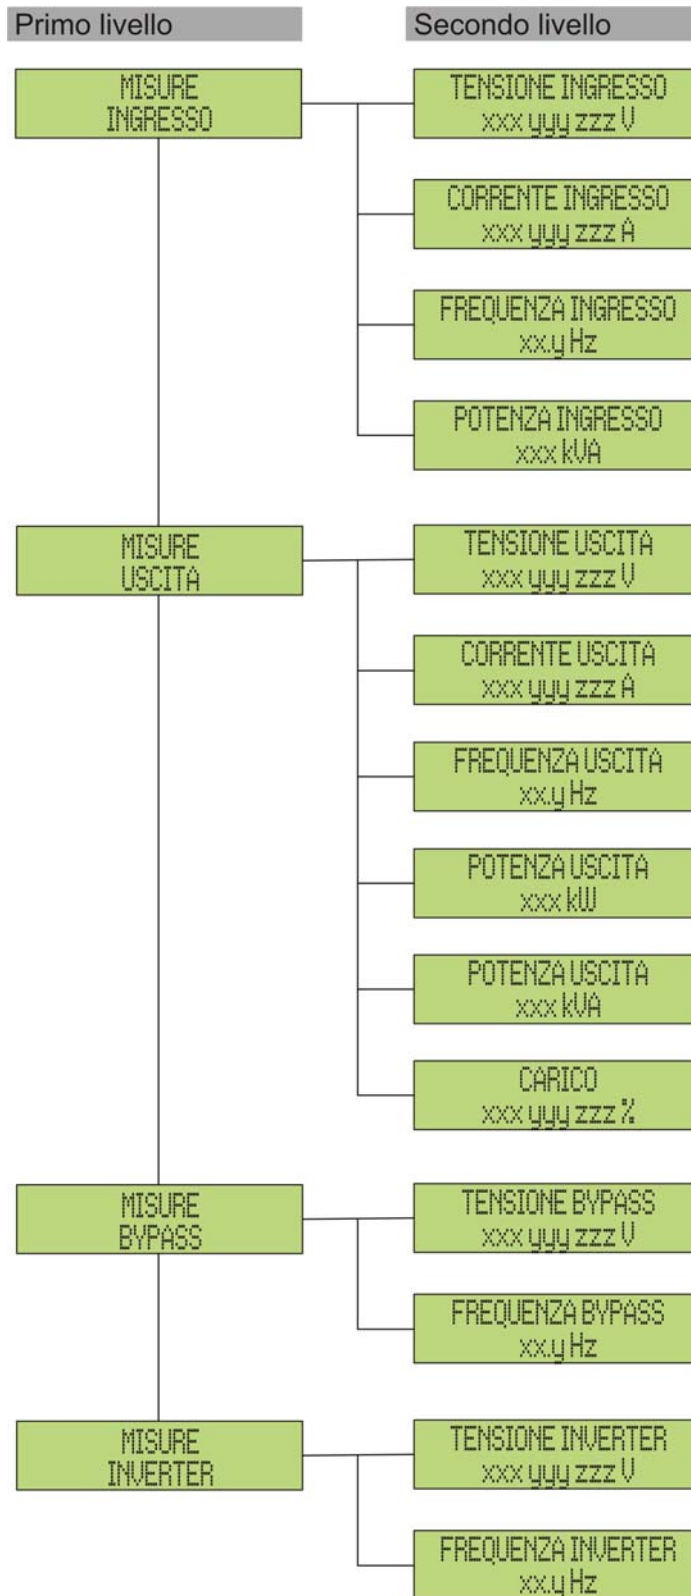 Primo livello
Secondo livello
MISURE
INGRESSO
TENSIONE INGRESSO
xxx yyy zzz V
CORRENTE INGRESSO
xxx yyy zzz A
FREQUENZA INGRESSO
xx.y Hz
POTENZA INGRESSO
xxx kVA
MISURE
USCITA
TENSIONE USCITA
xxx yyy zzz V
CORRENTE USCITA
xxx yyy zzz A
FREQUENZA USCITA
xx.y Hz
POTENZA USCITA
xxx kW
POTENZA USCITA
xxx kVA
CARICO
xxx yyy zzz %
MISURE
BYPASS
TENSIONE BYPASS
xxx yyy zzz V
FREQUENZA BYPASS
xx.y Hz
MISURE
INVERTER
TENSIONE INVERTER
xxx yyy zzz V
FREQUENZA INVERTER
xx.y Hz